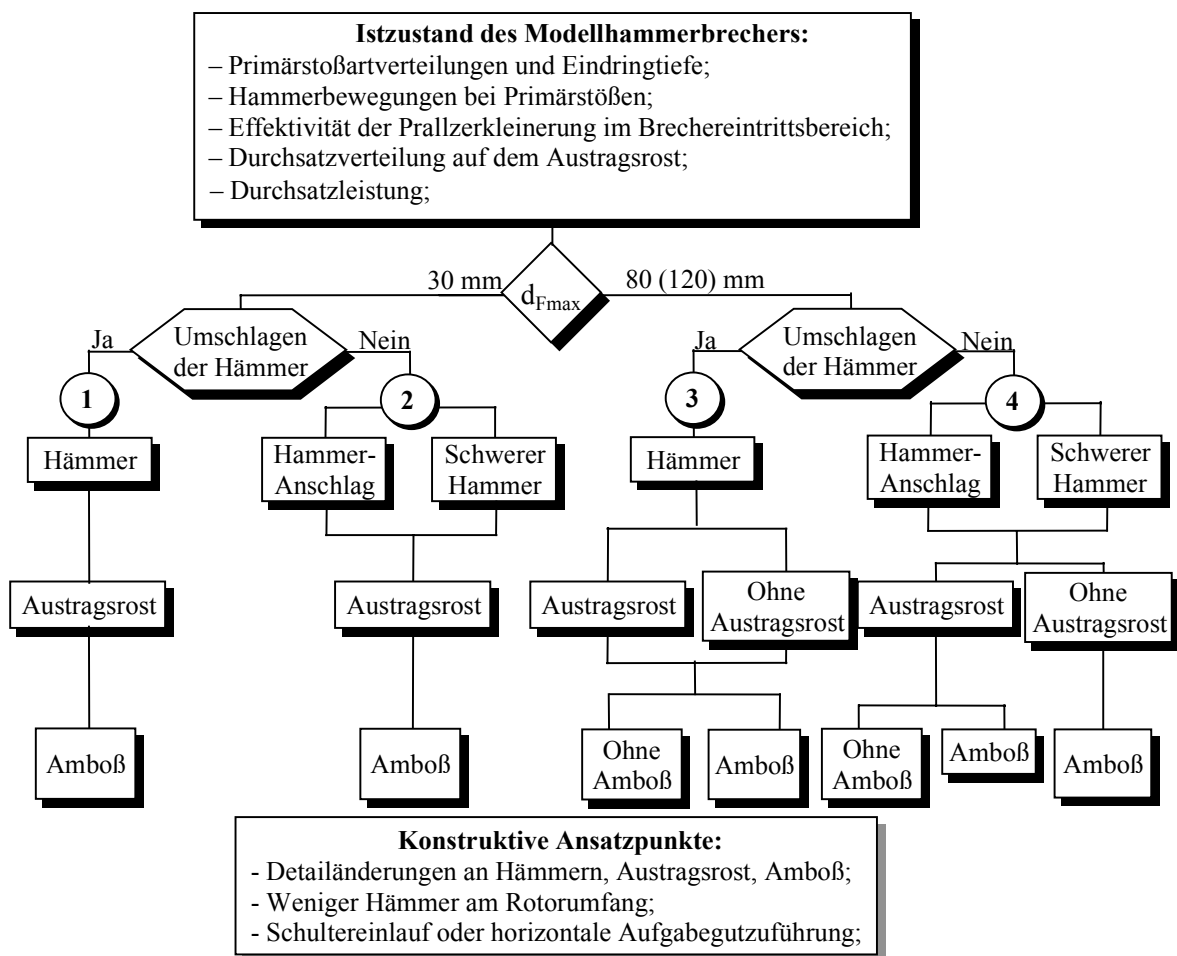 Istzustand des Modellhammerbrechers:
– Primärstoßartverteilungen und Eindringtiefe;
– Hammerbewegungen bei Primärstößen;
– Effektivität der Prallzerkleinerung im Brechereintrittsbereich;
– Durchsatzverteilung auf dem Austragsrost;
– Durchsatzleistung;
30 mm
dFmax
80 (120) mm
Ja
Umschlagen
der Hämmer
Nein
Ja
Umschlagen
der Hämmer
Nein
1
2
3
4
Hämmer
Hammer-
Anschlag
Schwerer
Hammer
Hämmer
Hammer-
Anschlag
Schwerer
Hammer
Austragsrost
Austragsrost
Austragsrost
Ohne
Austragsrost
Austragsrost
Ohne
Austragsrost
Amboß
Amboß
Ohne
Amboß
Amboß
Ohne
Amboß
Amboß
Amboß
Konstruktive Ansatzpunkte:
- Detailänderungen an Hämmern, Austragsrost, Amboß;
- Weniger Hämmer am Rotorumfang;
- Schultereinlauf oder horizontale Aufgabegutzuführung;